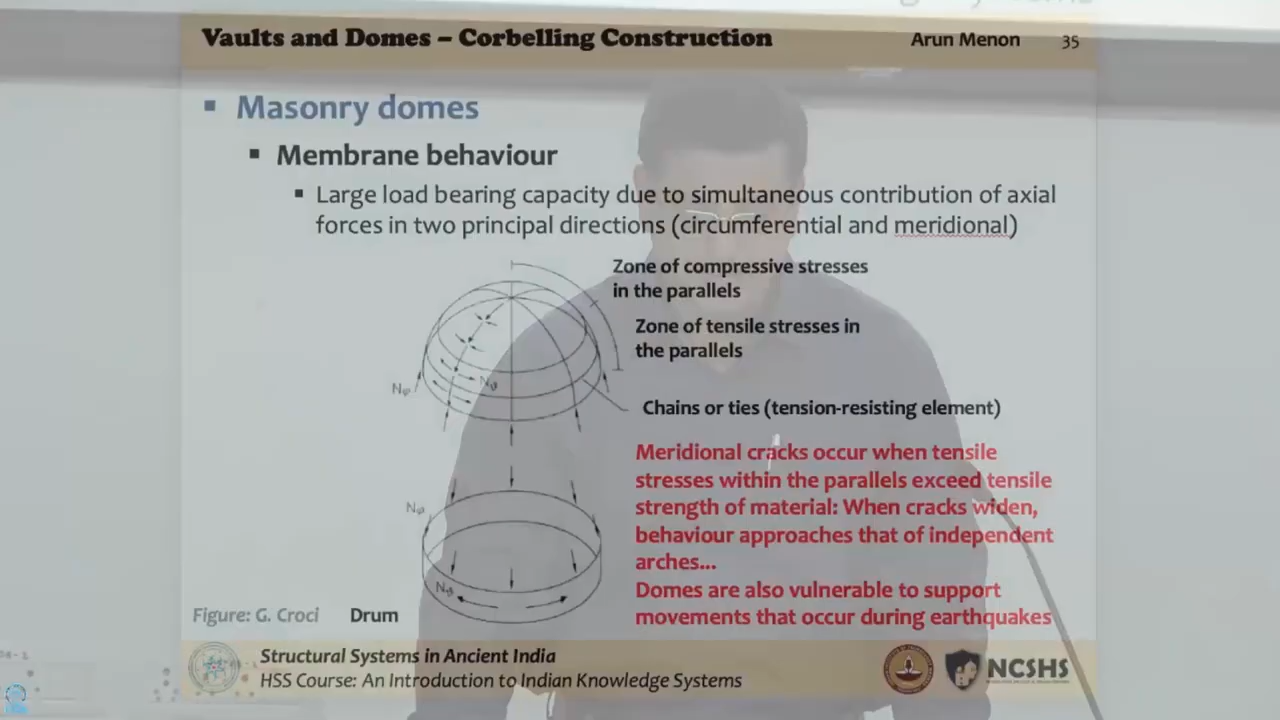 Vaults and Domes – Corbelling Construction
Arun Menon 35
Masonry domes
Membrane behaviour
Large load bearing capacity due to simultaneous contribution of axial
forces in two principal directions (circumferential and meridional)
Zone of compressive stresses
in the parallels
Zone of tensile stresses in
the parallels
Nφ
Chains or ties (tension-resisting element)
Meridional cracks occur when tensile
stresses within the parallels exceed tensile
strength of material: When cracks widen,
behaviour approaches that of independent
arches...
Domes are also vulnerable to support
movements that occur during earthquakes
Figure: G. Croci Drum
Structural Systems in Ancient India
HSS Course: An Introduction to Indian Knowledge Systems
NCSHS